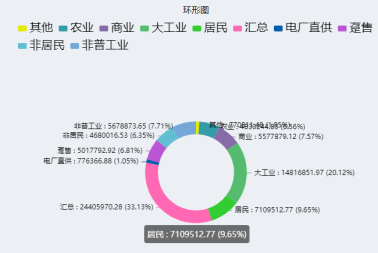 环形图
其他 农业 商业 大工业 居民 汇总 电厂直供 趸售
非居民 非普工业
非普工业 : 5678873.65 (7.71%)
非居民 : 4680016.53 (6.35%)
商业 : 5577879.12 (7.57%)
趸售 : 5017792.92 (6.81%)
电厂直供 : 776366.88 (1.05%)
大工业 : 14816851.97 (20.12%)
汇总 : 24405970.28 (33.13%)
居民 : 7109512.77 (9.65%)
居民 : 7109512.77 (9.65%)